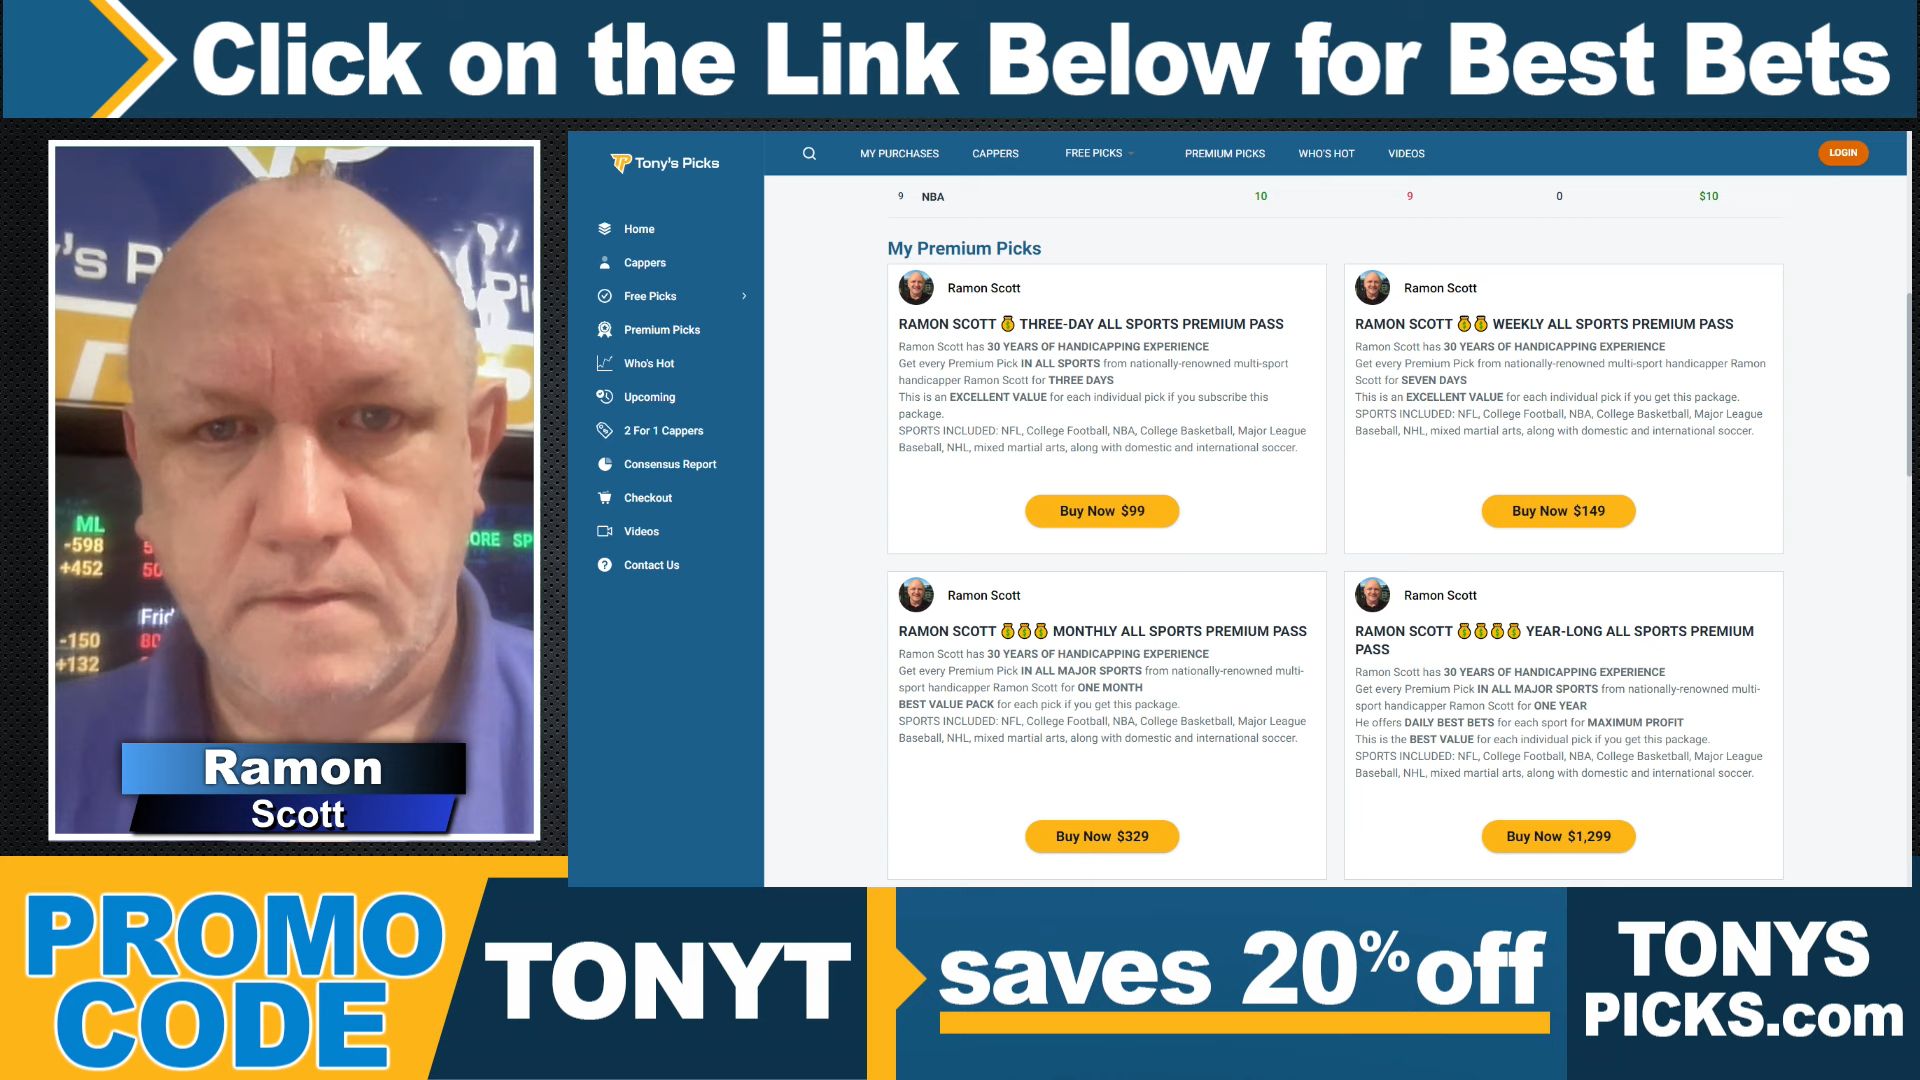 Click on the Link Below for Best Bets
's P
Pi
ML
-598
+452
50
Frid
-150
+132
80
ORE SP
Ramon
Scott
Tony's Picks
MY PURCHASES
CAPPERS
FREE PICKS
PREMIUM PICKS
WHO'S HOT
VIDEOS
LOGIN
Home
Cappers
Free Picks
Premium Picks
Who's Hot
Upcoming
2 For 1 Cappers
Consensus Report
Checkout
Videos
Contact Us
9 NBA 10 9 0 $10
My Premium Picks
Ramon Scott
RAMON SCOTT 💰 THREE-DAY ALL SPORTS PREMIUM PASS
Ramon Scott has 30 YEARS OF HANDICAPPING EXPERIENCE
Get every Premium Pick IN ALL SPORTS from nationally-renowned multi-sport
handicapper Ramon Scott for THREE DAYS
This is an EXCELLENT VALUE for each individual pick if you subscribe this
package.
SPORTS INCLUDED: NFL, College Football, NBA, College Basketball, Major League
Baseball, NHL, mixed martial arts, along with domestic and international soccer.
Buy Now $99
Ramon Scott
RAMON SCOTT 💰💰 WEEKLY ALL SPORTS PREMIUM PASS
Ramon Scott has 30 YEARS OF HANDICAPPING EXPERIENCE
Get every Premium Pick from nationally-renowned multi-sport handicapper Ramon
Scott for SEVEN DAYS
This is an EXCELLENT VALUE for each individual pick if you get this package.
SPORTS INCLUDED: NFL, College Football, NBA, College Basketball, Major League
Baseball, NHL, mixed martial arts, along with domestic and international soccer.
Buy Now $149
Ramon Scott
RAMON SCOTT 💰💰💰 MONTHLY ALL SPORTS PREMIUM PASS
Ramon Scott has 30 YEARS OF HANDICAPPING EXPERIENCE
Get every Premium Pick IN ALL MAJOR SPORTS from nationally-renowned multi-
sport handicapper Ramon Scott for ONE MONTH
BEST VALUE PACK for each pick if you get this package.
SPORTS INCLUDED: NFL, College Football, NBA, College Basketball, Major League
Baseball, NHL, mixed martial arts, along with domestic and international soccer.
Buy Now $329
Ramon Scott
RAMON SCOTT 💰💰💰💰 YEAR-LONG ALL SPORTS PREMIUM
PASS
Ramon Scott has 30 YEARS OF HANDICAPPING EXPERIENCE
Get every Premium Pick IN ALL MAJOR SPORTS from nationally-renowned multi-
sport handicapper Ramon Scott for ONE YEAR
He offers DAILY BEST BETS for each sport for MAXIMUM PROFIT
This is the BEST VALUE for each individual pick if you get this package.
SPORTS INCLUDED: NFL, College Football, NBA, College Basketball, Major League
Baseball, NHL, mixed martial arts, along with domestic and international soccer.
Buy Now $1,299
PROMO
CODE
TONYT
saves 20% off
TONYS
PICKS.com